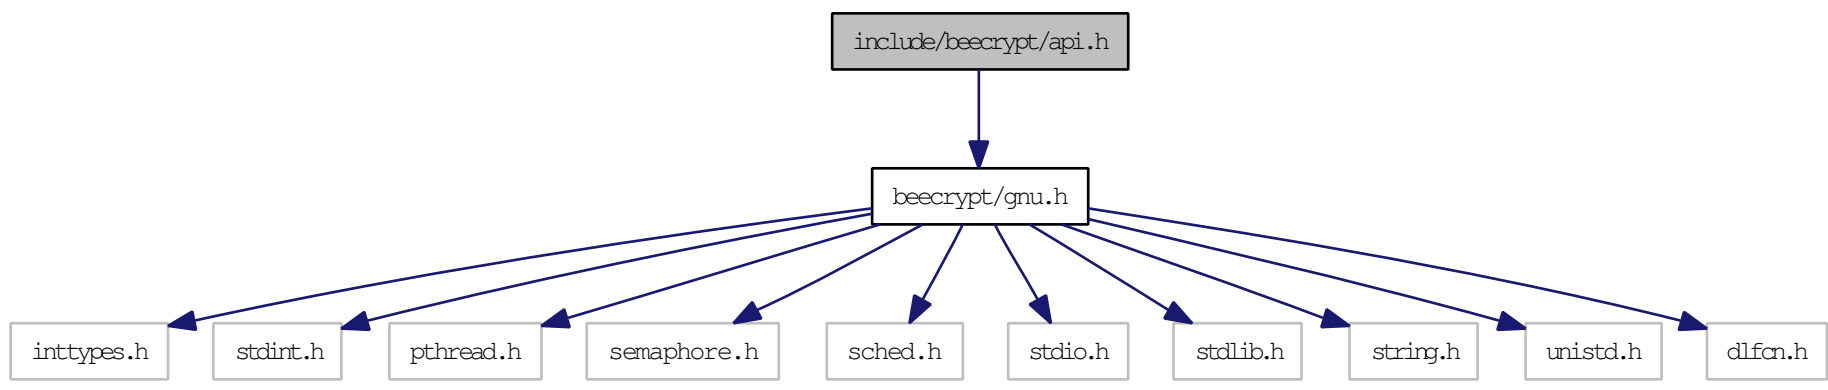 include/beecrypt/api.h
beecrypt/gnu.h
inttypes.h
stdint.h
pthread.h
semaphore.h
sched.h
stdio.h
stdlib.h
string.h
unistd.h
dlfcn.h